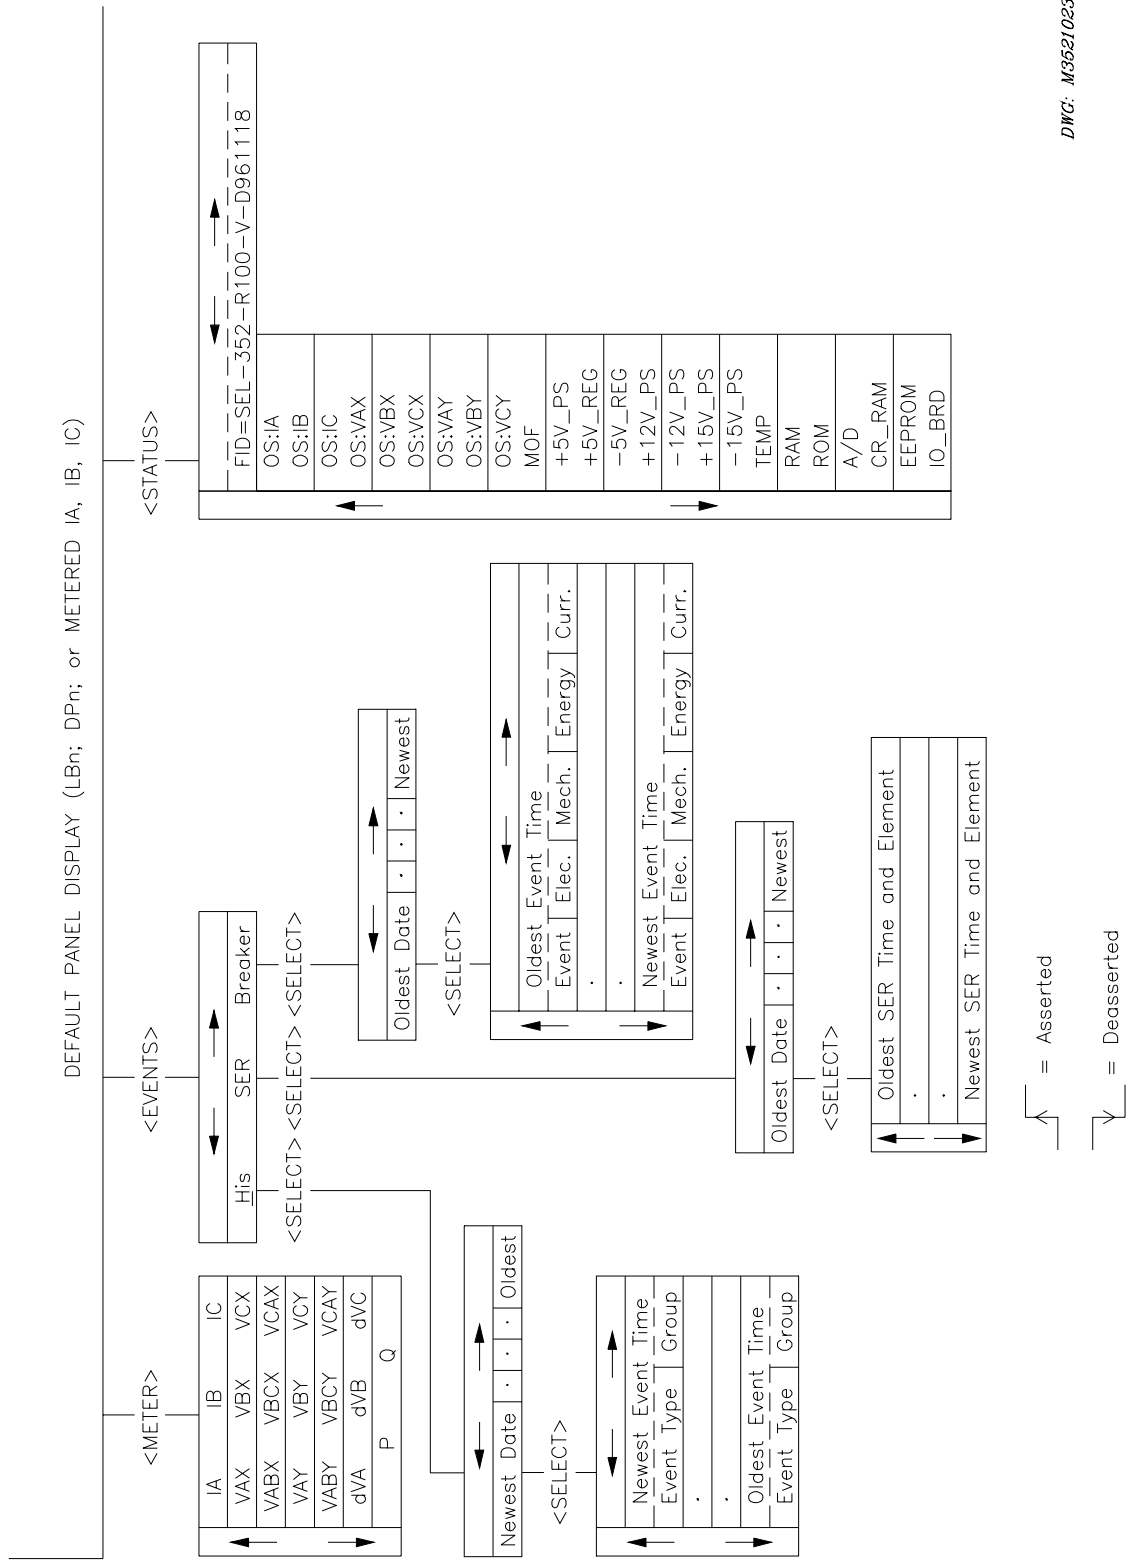 DEFAULT PANEL DISPLAY (LBn; DPn; or METERED IA, IB, IC)
<METER>
IA IB IC
VAX VBX VCX
VABX VBCX VCAX
VAY VBY VCY
VABY VBCY VCAY
dVA dVB dVC
P Q
<EVENTS>
His SER Breaker
<SELECT> <SELECT> <SELECT>
Newest Date . . . Oldest
<SELECT>
Newest Event Time
Event Type Group
.
.
Oldest Event Time
Event Type Group
Oldest Date . . . Newest
<SELECT>
Oldest Event Time
Event Elec. Mech. Energy Curr.
.
.
Newest Event Time
Event Elec. Mech. Energy Curr.
Oldest Date . . . Newest
<SELECT>
Oldest SER Time and Element
.
.
Newest SER Time and Element
<STATUS>
FID=SEL-352-R100-V-D961118
OS:IA
OS:IB
OS:IC
OS:VAX
OS:VBX
OS:VCX
OS:VAY
OS:VBY
OS:VCY
MOF
+5V_PS
+5V_REG
-5V_REG
+12V_PS
-12V_PS
+15V_PS
-15V_PS
TEMP
RAM
ROM
A/D
CR_RAM
EEPROM
IO_BRD
= Asserted
= Deasserted
DWG: M3521023